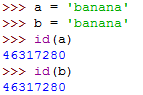 >>> a = 'banana'
>>> b = 'banana'
>>> id(a)
46317280
>>> id(b)
46317280